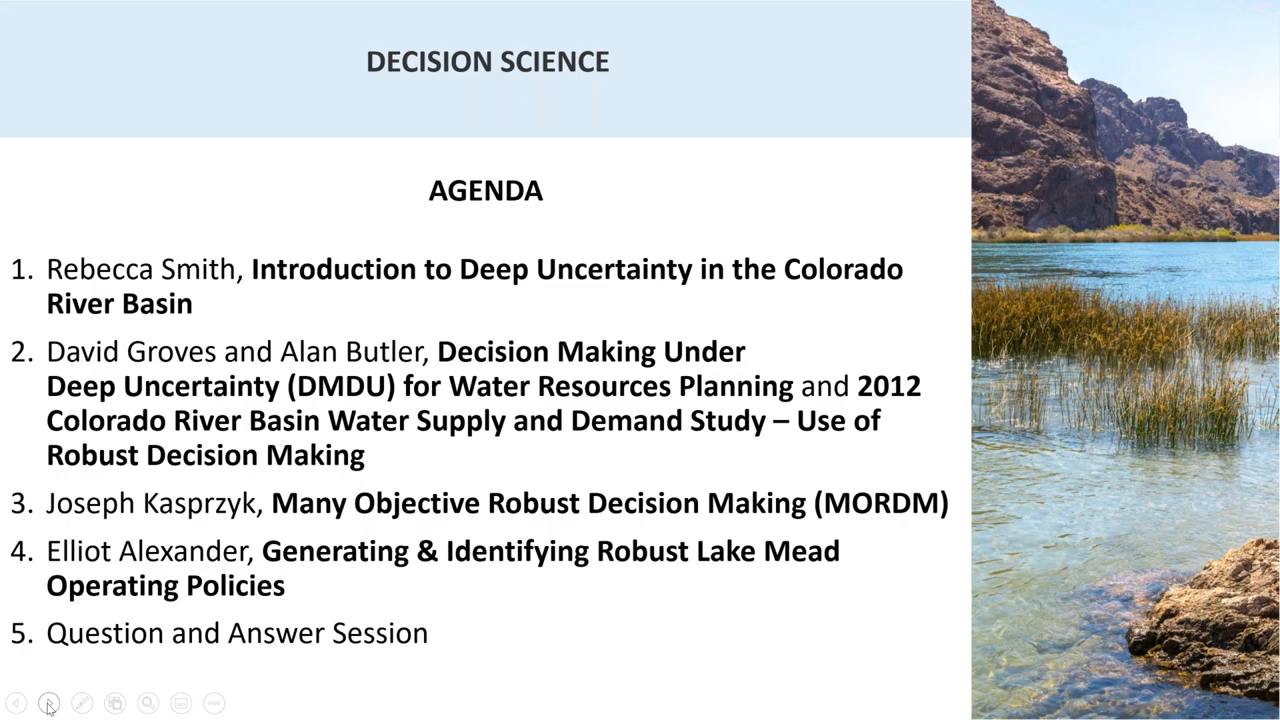 DECISION SCIENCE
AGENDA
1. Rebecca Smith, Introduction to Deep Uncertainty in the Colorado
River Basin
2. David Groves and Alan Butler, Decision Making Under
Deep Uncertainty (DMDU) for Water Resources Planning and 2012
Colorado River Basin Water Supply and Demand Study – Use of
Robust Decision Making
3. Joseph Kasprzyk, Many Objective Robust Decision Making (MORDM)
4. Elliot Alexander, Generating & Identifying Robust Lake Mead
Operating Policies
5. Question and Answer Session